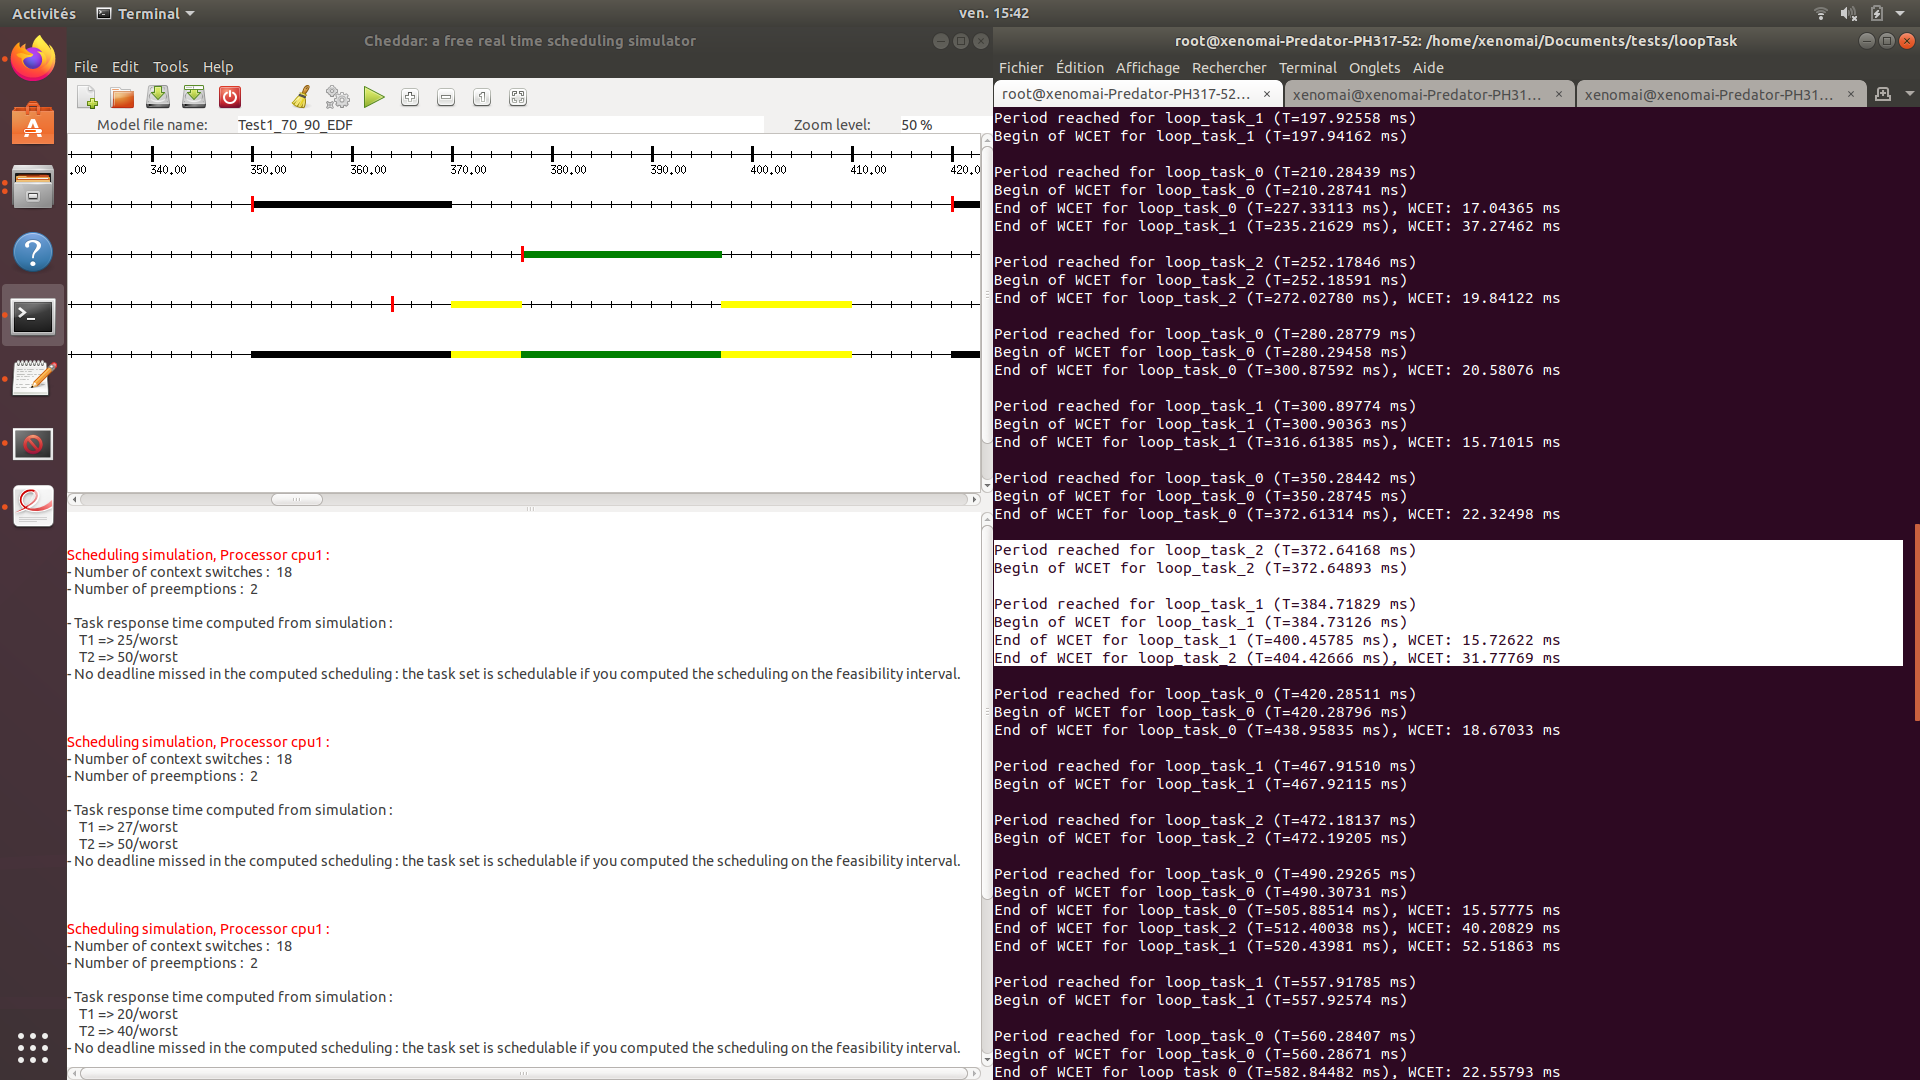 Activités
Terminal
ven. 15:42
Cheddar: a free real time scheduling simulator
File Edit Tools Help
Model file name: Test1_70_90_EDF Zoom level: 50 %
.00 340.00 350.00 360.00 370.00 380.00 390.00 400.00 410.00 420.0
Scheduling simulation, Processor cpu1 :
- Number of context switches : 18
- Number of preemptions : 2
- Task response time computed from simulation :
T1 => 25/worst
T2 => 50/worst
- No deadline missed in the computed scheduling : the task set is schedulable if you computed the scheduling on the feasibility interval.
Scheduling simulation, Processor cpu1 :
- Number of context switches : 18
- Number of preemptions : 2
- Task response time computed from simulation :
T1 => 27/worst
T2 => 50/worst
- No deadline missed in the computed scheduling : the task set is schedulable if you computed the scheduling on the feasibility interval.
Scheduling simulation, Processor cpu1 :
- Number of context switches : 18
- Number of preemptions : 2
- Task response time computed from simulation :
T1 => 20/worst
T2 => 40/worst
- No deadline missed in the computed scheduling : the task set is schedulable if you computed the scheduling on the feasibility interval.
root@xenomai-Predator-PH317-52: /home/xenomai/Documents/tests/loopTask
Fichier Édition Affichage Rechercher Terminal Onglets Aide
root@xenomai-Predator-PH317-52... × xenomai@xenomai-Predator-PH31... × xenomai@xenomai-Predator-PH31... ×
Period reached for loop_task_1 (T=197.92558 ms)
Begin of WCET for loop_task_1 (T=197.94162 ms)
Period reached for loop_task_0 (T=210.28439 ms)
Begin of WCET for loop_task_0 (T=210.28741 ms)
End of WCET for loop_task_0 (T=227.33113 ms), WCET: 17.04365 ms
End of WCET for loop_task_1 (T=235.21629 ms), WCET: 37.27462 ms
Period reached for loop_task_2 (T=252.17846 ms)
Begin of WCET for loop_task_2 (T=252.18591 ms)
End of WCET for loop_task_2 (T=272.02780 ms), WCET: 19.84122 ms
Period reached for loop_task_0 (T=280.28779 ms)
Begin of WCET for loop_task_0 (T=280.29458 ms)
End of WCET for loop_task_0 (T=300.87592 ms), WCET: 20.58076 ms
Period reached for loop_task_1 (T=300.89774 ms)
Begin of WCET for loop_task_1 (T=300.90363 ms)
End of WCET for loop_task_1 (T=316.61385 ms), WCET: 15.71015 ms
Period reached for loop_task_0 (T=350.28442 ms)
Begin of WCET for loop_task_0 (T=350.28745 ms)
End of WCET for loop_task_0 (T=372.61314 ms), WCET: 22.32498 ms
Period reached for loop_task_2 (T=372.64168 ms)
Begin of WCET for loop_task_2 (T=372.64893 ms)
Period reached for loop_task_1 (T=384.71829 ms)
Begin of WCET for loop_task_1 (T=384.73126 ms)
End of WCET for loop_task_1 (T=400.45785 ms), WCET: 15.72622 ms
End of WCET for loop_task_2 (T=404.42666 ms), WCET: 31.77769 ms
Period reached for loop_task_0 (T=420.28511 ms)
Begin of WCET for loop_task_0 (T=420.28796 ms)
End of WCET for loop_task_0 (T=438.95835 ms), WCET: 18.67033 ms
Period reached for loop_task_1 (T=467.91510 ms)
Begin of WCET for loop_task_1 (T=467.92115 ms)
Period reached for loop_task_2 (T=472.18137 ms)
Begin of WCET for loop_task_2 (T=472.19205 ms)
Period reached for loop_task_0 (T=490.29265 ms)
Begin of WCET for loop_task_0 (T=490.30731 ms)
End of WCET for loop_task_0 (T=505.88514 ms), WCET: 15.57775 ms
End of WCET for loop_task_2 (T=512.40038 ms), WCET: 40.20829 ms
End of WCET for loop_task_1 (T=520.43981 ms), WCET: 52.51863 ms
Period reached for loop_task_1 (T=557.91785 ms)
Begin of WCET for loop_task_1 (T=557.92574 ms)
Period reached for loop_task_0 (T=560.28407 ms)
Begin of WCET for loop_task_0 (T=560.28671 ms)
End of WCET for loop_task_0 (T=582.84482 ms), WCET: 22.55793 ms